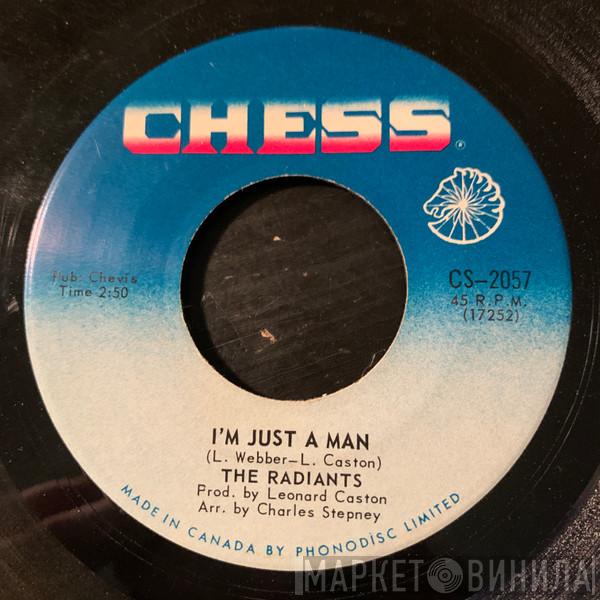 CHESS®
Pub: Chevis
Time 2:50
CS-2057
45 R.P.M.
(17252)
I'M JUST A MAN
(L. Webber-L. Caston)
THE RADIANTS
Prod. by Leonard Caston
Arr. by Charles Stepney
MADE IN CANADA BY PHONODISC LIMITED
МАРКЕТ ВИНИЛА